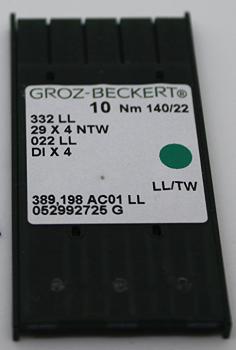 GROZ-BECKERT®
10 Nm 140/22
332 LL
29 X 4 NTW
022 LL
DI X 4
LL/TW
389,198 AC01 LL
052992725 G